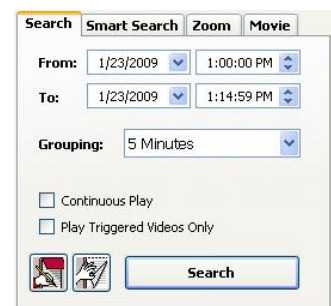 Search Smart Search Zoom Movie
From: 1/23/2009 1:00:00 PM
To: 1/23/2009 1:14:59 PM
Grouping: 5 Minutes
Continuous Play
Play Triggered Videos Only
Search